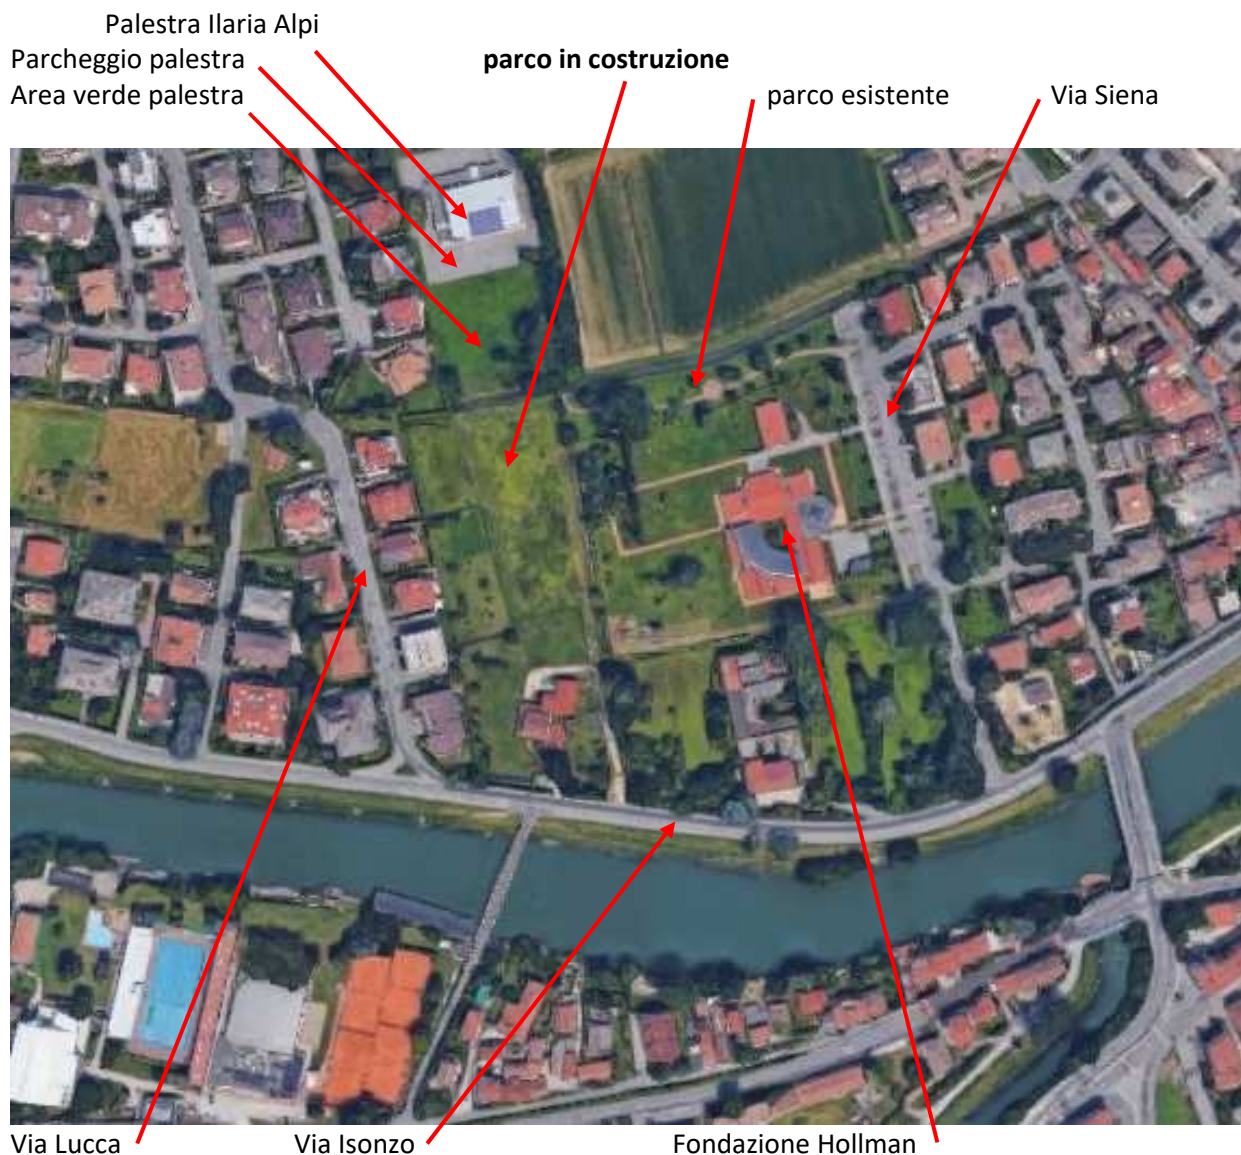 Palestra Ilaria Alpi
Parcheggio palestra
parco in costruzione
Area verde palestra
parco esistente
Via Siena
Via Lucca
Via Isonzo
Fondazione Hollman